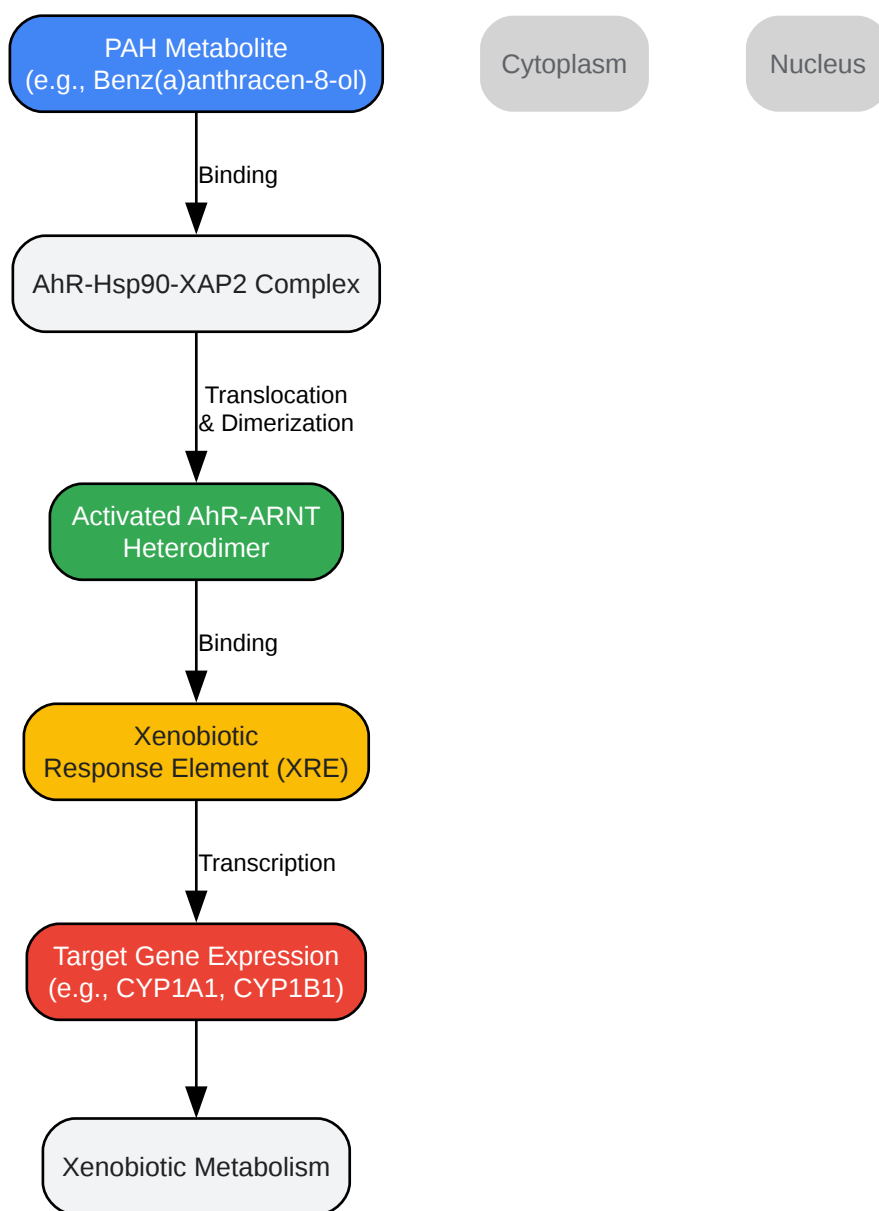 PAH Metabolite
(e.g., Benz(a)anthracen-8-ol)
Cytoplasm
Nucleus
Binding
AhR-Hsp90-XAP2 Complex
Translocation
& Dimerization
Activated AhR-ARNT
Heterodimer
Binding
Xenobiotic
Response Element (XRE)
Transcription
Target Gene Expression
(e.g., CYP1A1, CYP1B1)
Xenobiotic Metabolism